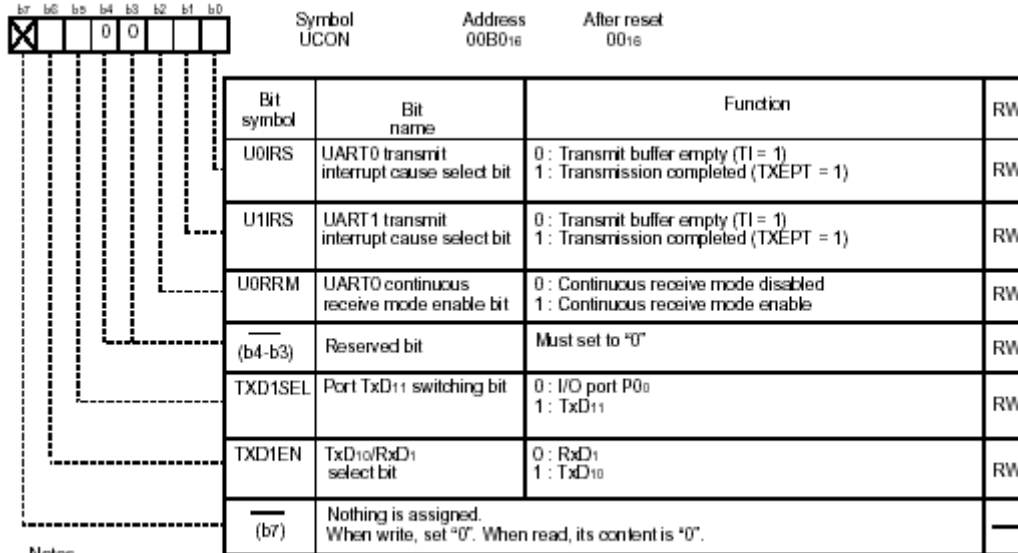 b7 b6 b5 b4 b3 b2 b1 b0
0 0
Symbol Address After reset
UCON 00B016 0016
Bit symbol Bit name Function RW
U0IRS UART0 transmit interrupt cause select bit 0 : Transmit buffer empty (TI = 1) RW
1 : Transmission completed (TXEPT = 1)
U1IRS UART1 transmit interrupt cause select bit 0 : Transmit buffer empty (TI = 1) RW
1 : Transmission completed (TXEPT = 1)
U0RRM UART0 continuous receive mode enable bit 0 : Continuous receive mode disabled RW
1 : Continuous receive mode enable
(b4-b3) Reserved bit Must set to “0” RW
TXD1SEL Port TxD11 switching bit 0 : I/O port P00 RW
1 : TxD11
TXD1EN TxD10/RxD1 select bit 0 : RxD1 RW
1 : TxD10
(b7) Nothing is assigned. —
When write, set “0”. When read, its content is “0”.